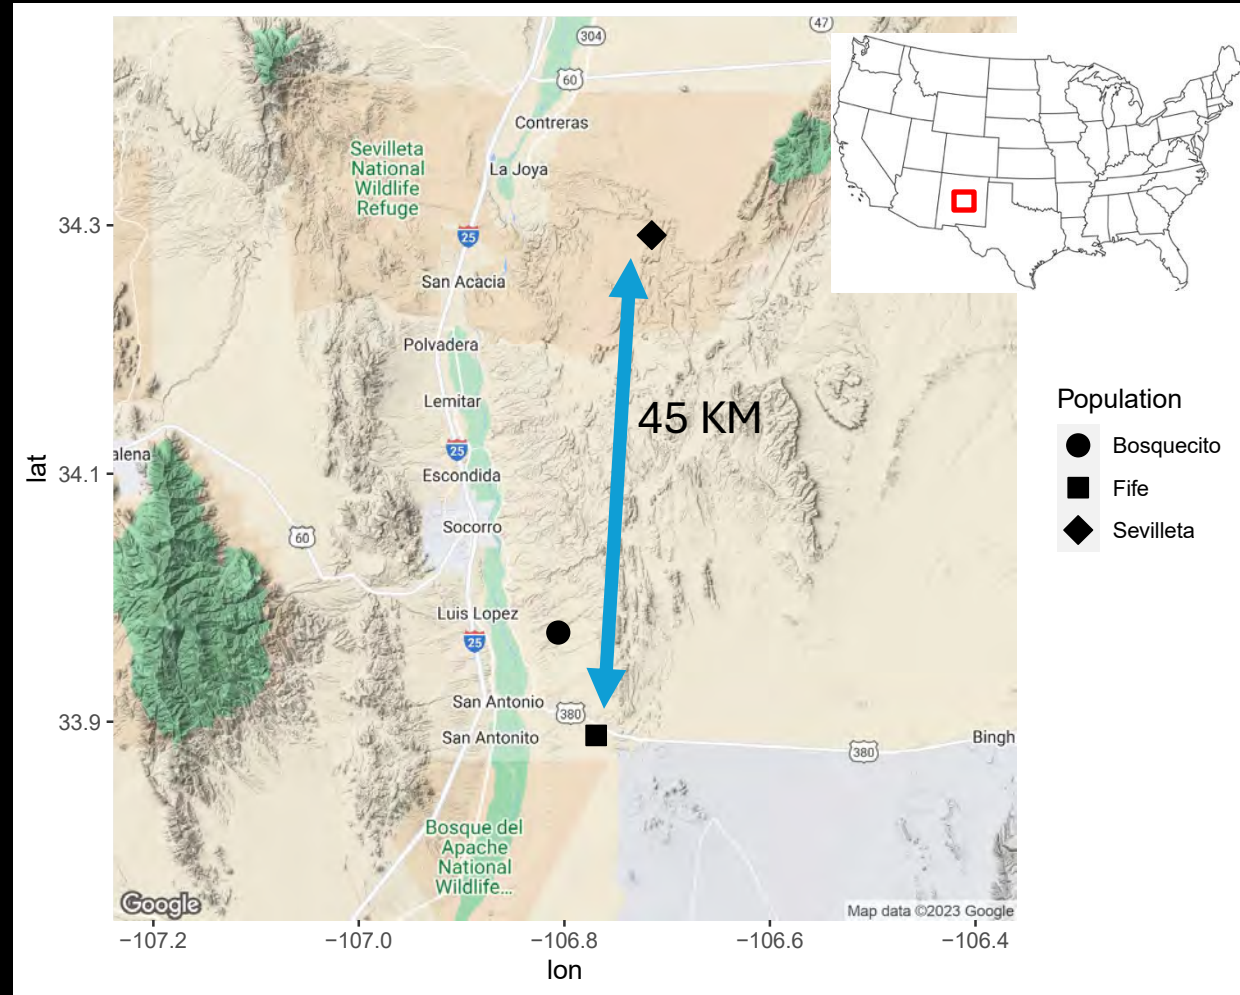 47
304
60
Contreras
Sevilleta
National
Wildlife
Refuge
La Joya
34.3
25
San Acacia
Polvadera
Lemitar
45 KM
Population
Bosquecito
Fife
Sevilleta
alena
25
lat
34.1
Escondida
Socorro
60
Luis Lopez
25
San Antonio
380
33.9
San Antonito
380
Bingh
Bosque del
Apache
National
Wildlife...
Google
Map data ©2023 Google
−107.2
−107.0
−106.8
−106.6
−106.4
lon